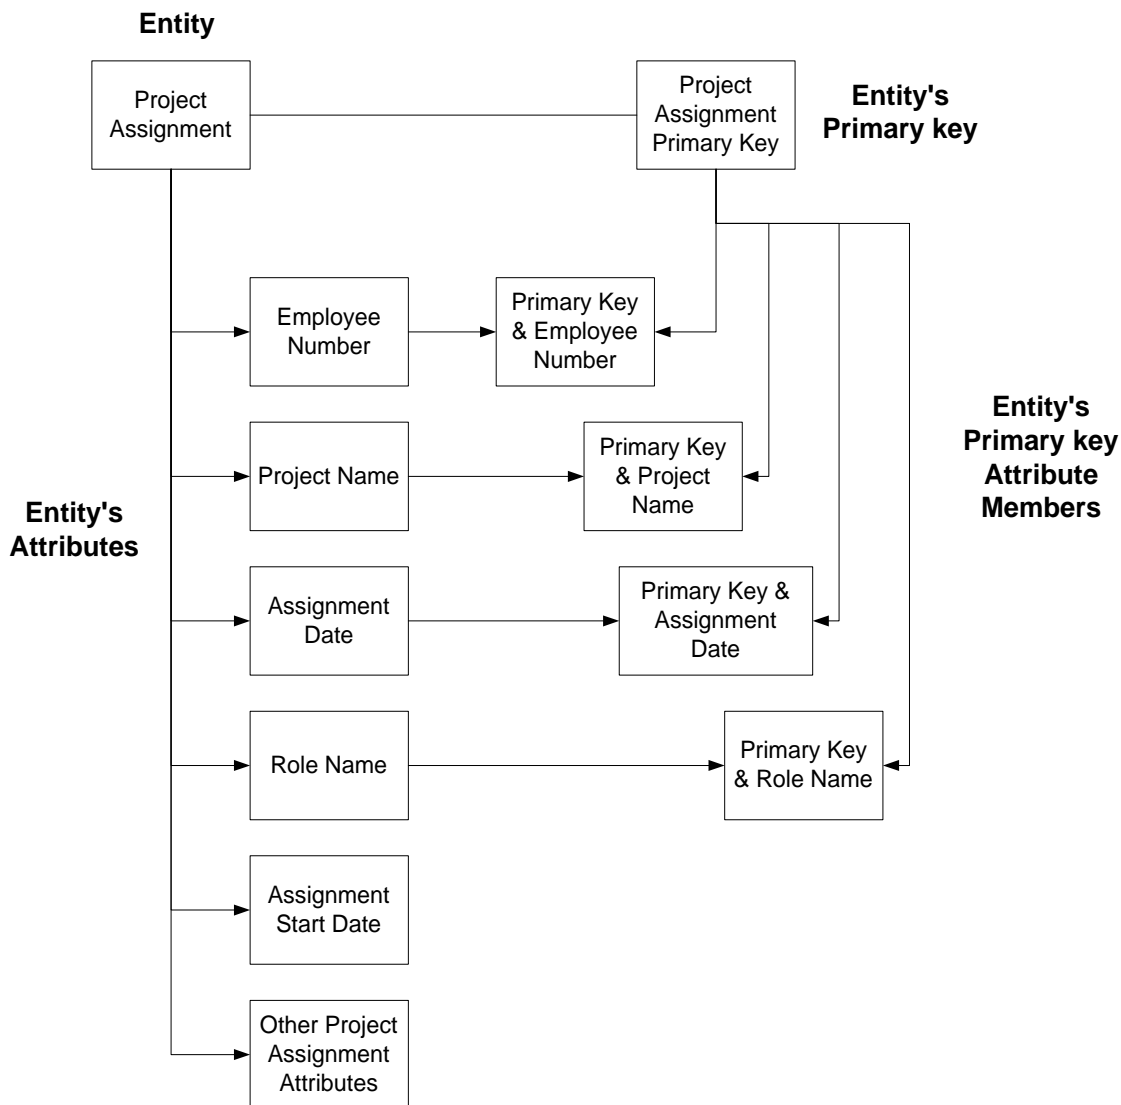 Entity
Project
Assignment
Project
Assignment
Primary Key
Entity's
Primary key
Employee
Number
Primary Key
& Employee
Number
Project Name
Primary Key
& Project
Name
Entity's
Primary key
Attribute
Members
Entity's
Attributes
Assignment
Date
Primary Key &
Assignment
Date
Role Name
Primary Key
& Role Name
Assignment
Start Date
Other Project
Assignment
Attributes